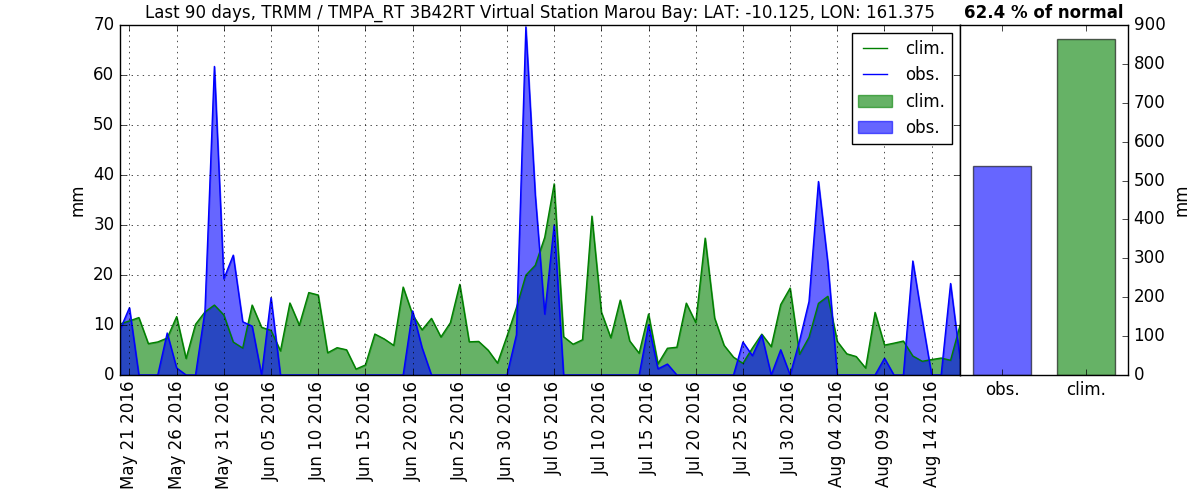 Last 90 days, TRMM / TMPA_RT 3B42RT Virtual Station Marou Bay: LAT: -10.125, LON: 161.375
62.4 % of normal
70
60
50
40
30
20
10
0
mm
clim.
obs.
clim.
obs.
900
800
700
600
500
400
300
200
100
0
mm
obs.
clim.
May 21 2016
May 26 2016
May 31 2016
Jun 05 2016
Jun 10 2016
Jun 15 2016
Jun 20 2016
Jun 25 2016
Jun 30 2016
Jul 05 2016
Jul 10 2016
Jul 15 2016
Jul 20 2016
Jul 25 2016
Jul 30 2016
Aug 04 2016
Aug 09 2016
Aug 14 2016